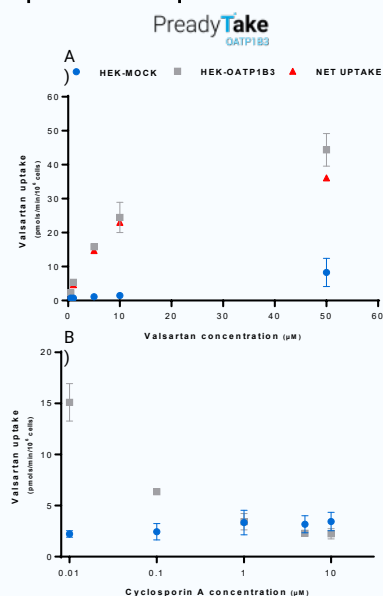 PreadyTake
OATP1B3
A
)
HEK-MOCK HEK-OATP1B3 NET UPTAKE
60
50
40
30
20
10
0
Valsartan uptake
(pmols/min/10⁶ cells)
0 10 20 30 40 50 60
Valsartan concentration (µM)
B
)
20
15
10
5
0
Valsartan uptake
(pmols/min/10⁶ cells)
0.01 0.1 1 10
Cyclosporin A concentration (µM)